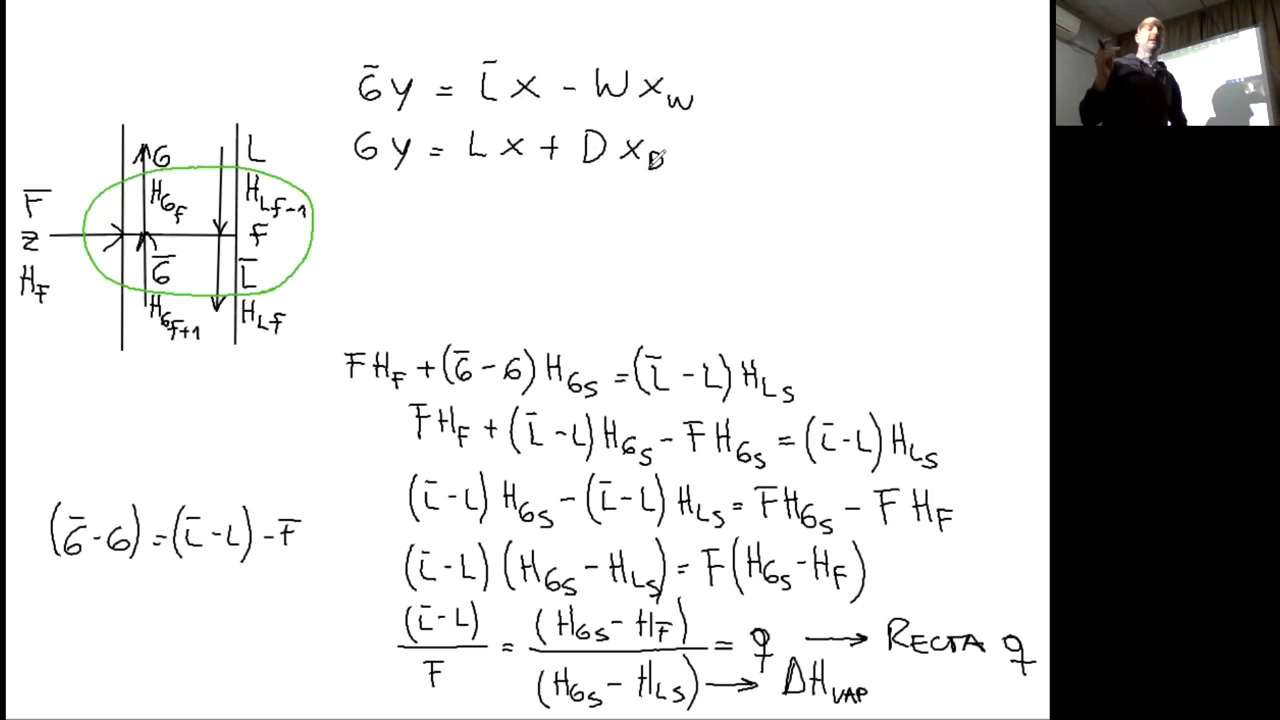 Ḡy = L̄x - Wx_W
Gy = Lx + Dx_D
G L
H_Gf H_Lf-1
F̄
z f
H_F Ḡ L̄
H_Gf+1 H_Lf
FH_F + (Ḡ - G)H_GS = (L̄ - L)H_LS
FH_F + (L̄ - L)H_GS - FH_GS = (L̄ - L)H_LS
(L̄ - L)H_GS - (L̄ - L)H_LS = FH_GS - FH_F
(Ḡ - G) = (L̄ - L) - F
(L̄ - L)(H_GS - H_LS) = F(H_GS - H_F)
(L̄ - L)/F = (H_GS - H_F)/(H_GS - H_LS) = q → RECTA q
→ ΔH_VAP